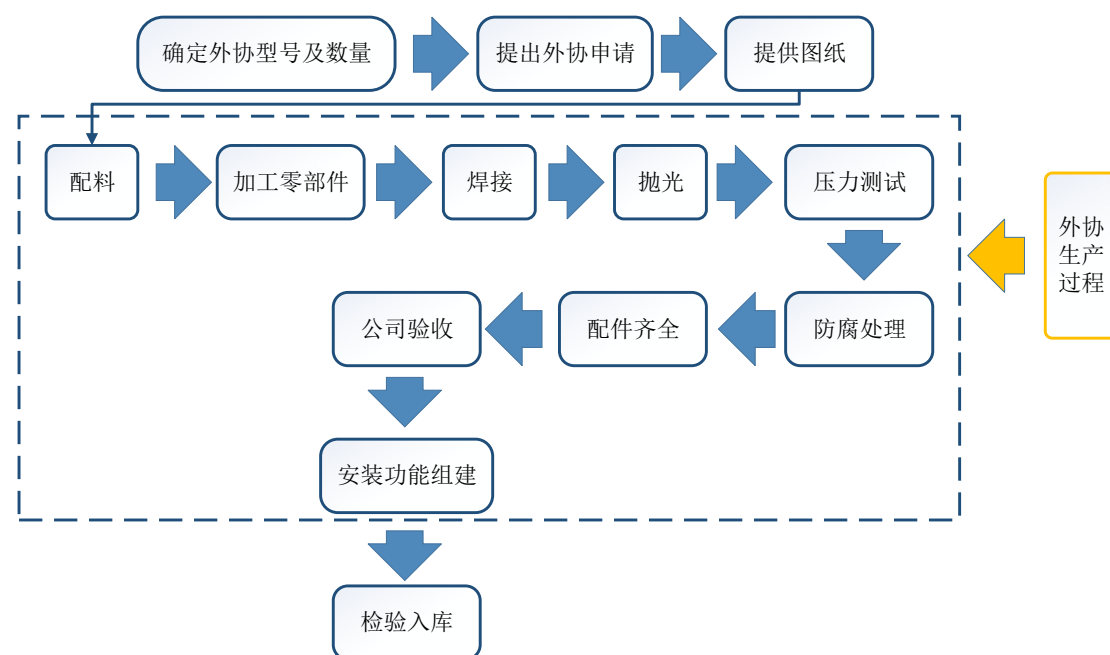 确定外协型号及数量
提出外协申请
提供图纸
配料
加工零部件
焊接
抛光
压力测试
外协
生产
过程
公司验收
配件齐全
防腐处理
安装功能组建
检验入库